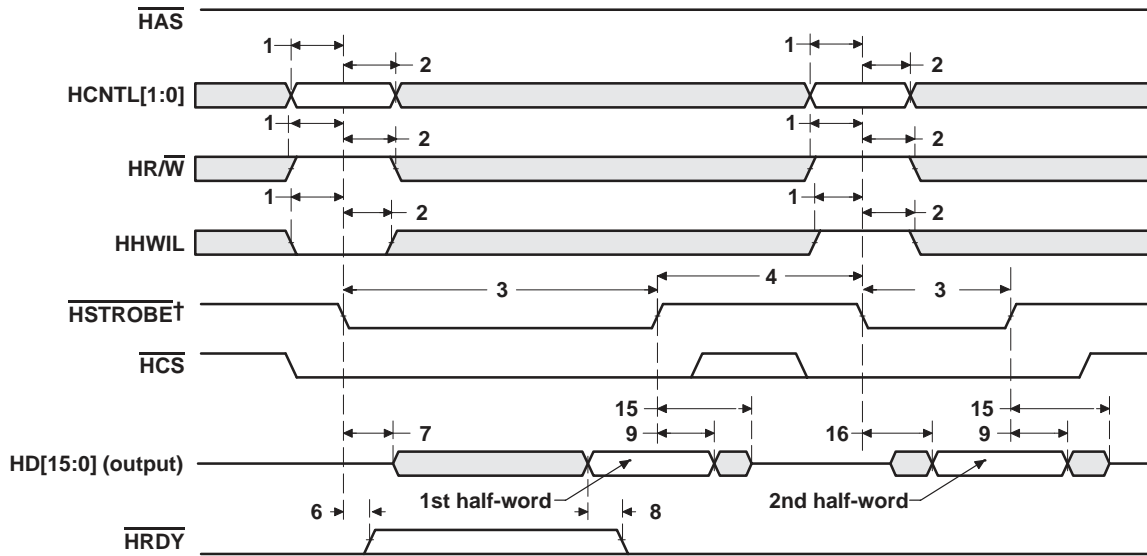 HAS
1 1
2 2
HCNTL[1:0]
1 1
2 2
HR/W
1 1
2 2
HHWIL
3 4 3
HSTROBE†
HCS
15 15
7 9 16 9
HD[15:0] (output)
1st half-word 2nd half-word
6 8
HRDY